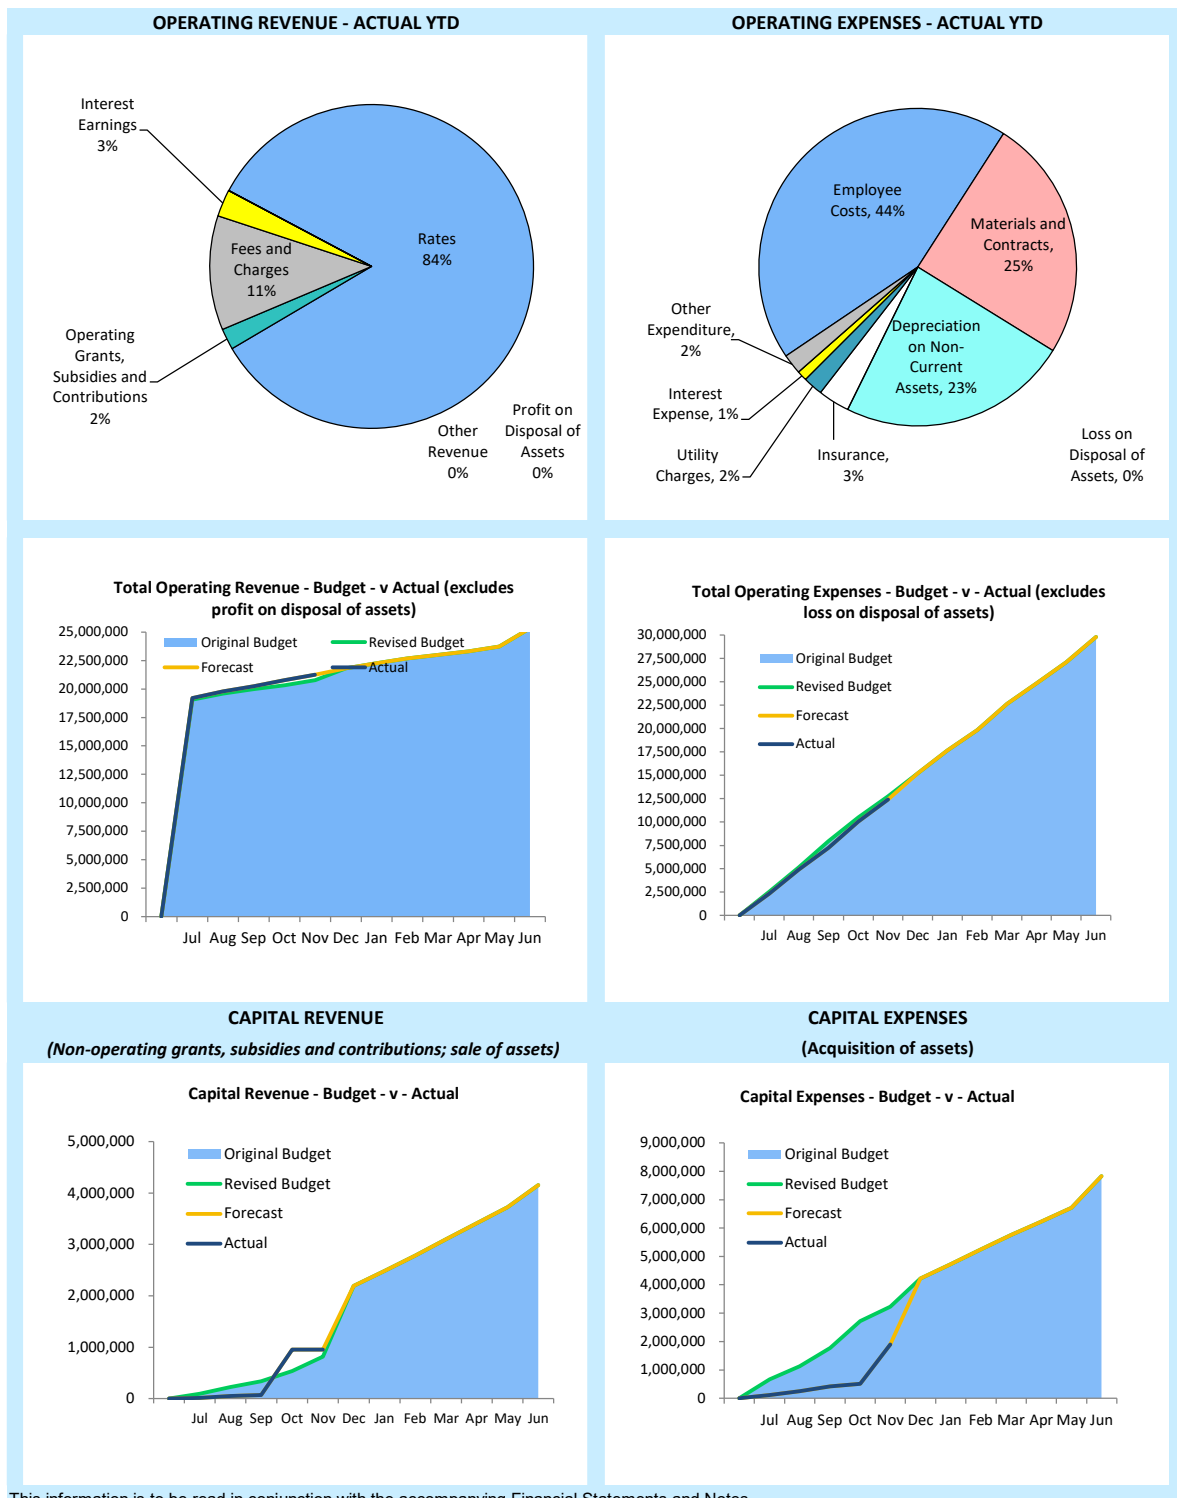 OPERATING REVENUE - ACTUAL YTD
Interest
Earnings
3%
Rates
84%
Fees and
Charges
11%
Operating
Grants,
Subsidies and
Contributions
2%
Other
Revenue
0%
Profit on
Disposal of
Assets
0%
OPERATING EXPENSES - ACTUAL YTD
Employee
Costs, 44%
Materials and
Contracts,
25%
Depreciation
on Non-
Current
Assets, 23%
Other
Expenditure,
2%
Interest
Expense, 1%
Utility
Charges, 2%
Insurance,
3%
Loss on
Disposal of
Assets, 0%
Total Operating Revenue - Budget - v Actual (excludes
profit on disposal of assets)
Original Budget
Revised Budget
Forecast
Actual
25,000,000
22,500,000
20,000,000
17,500,000
15,000,000
12,500,000
10,000,000
7,500,000
5,000,000
2,500,000
0
Jul Aug Sep Oct Nov Dec Jan Feb Mar Apr May Jun
Total Operating Expenses - Budget - v - Actual (excludes
loss on disposal of assets)
Original Budget
Revised Budget
Forecast
Actual
30,000,000
27,500,000
25,000,000
22,500,000
20,000,000
17,500,000
15,000,000
12,500,000
10,000,000
7,500,000
5,000,000
2,500,000
0
Jul Aug Sep Oct Nov Dec Jan Feb Mar Apr May Jun
CAPITAL REVENUE
(Non-operating grants, subsidies and contributions; sale of assets)
Capital Revenue - Budget - v - Actual
Original Budget
Revised Budget
Forecast
Actual
5,000,000
4,000,000
3,000,000
2,000,000
1,000,000
0
Jul Aug Sep Oct Nov Dec Jan Feb Mar Apr May Jun
CAPITAL EXPENSES
(Acquisition of assets)
Capital Expenses - Budget - v - Actual
Original Budget
Revised Budget
Forecast
Actual
9,000,000
8,000,000
7,000,000
6,000,000
5,000,000
4,000,000
3,000,000
2,000,000
1,000,000
0
Jul Aug Sep Oct Nov Dec Jan Feb Mar Apr May Jun
This information is to be read in conjunction with the accompanying Financial Statements and Notes